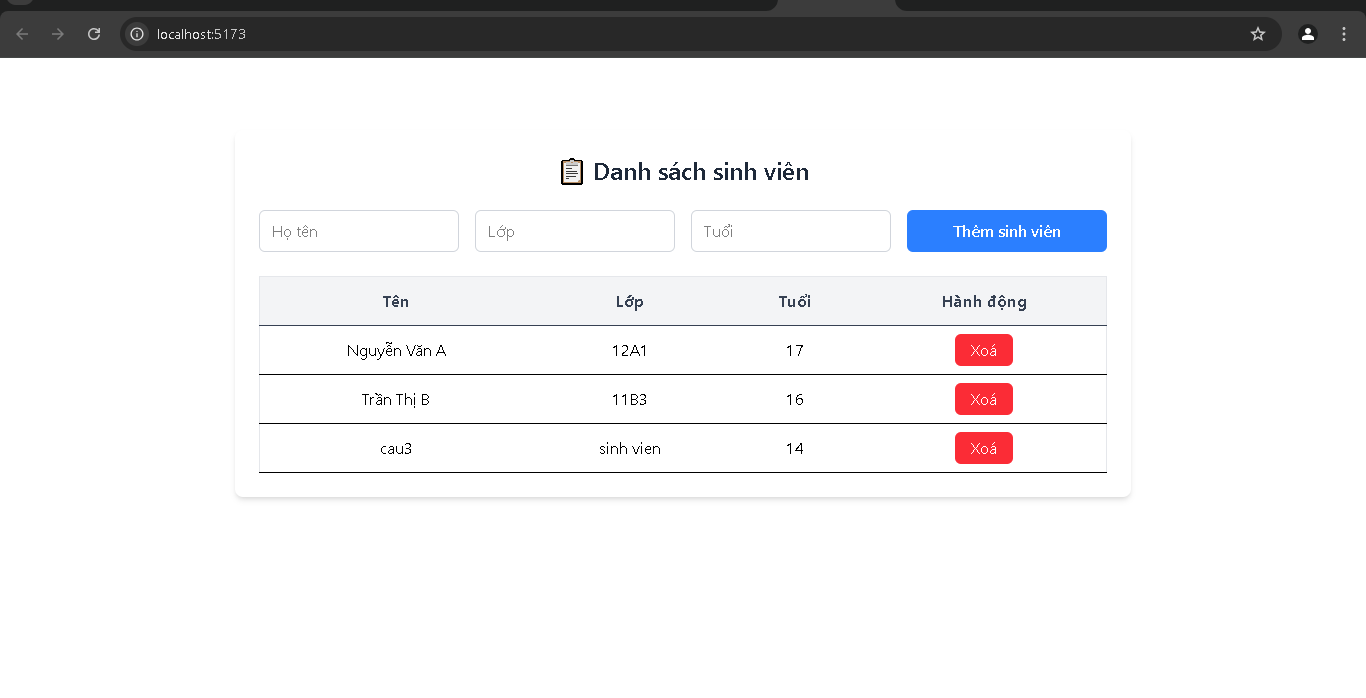 localhost:5173
📋 Danh sách sinh viên
Họ tên Lớp Tuổi Thêm sinh viên
Tên Lớp Tuổi Hành động
Nguyễn Văn A 12A1 17 Xoá
Trần Thị B 11B3 16 Xoá
cau3 sinh vien 14 Xoá